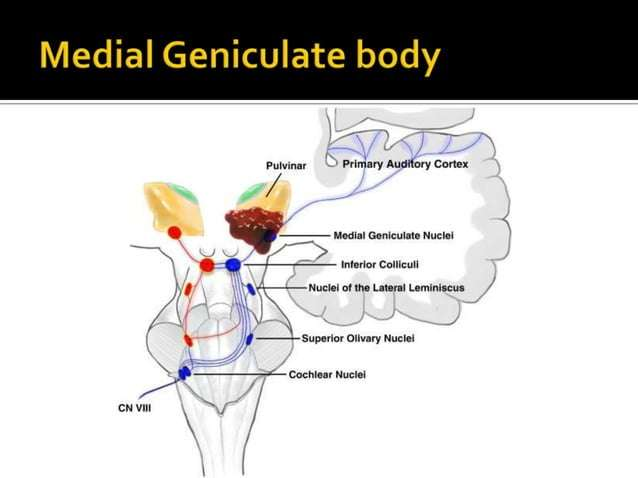 Medial Geniculate body
Pulvinar
Primary Auditory Cortex
Medial Geniculate Nuclei
Inferior Colliculi
Nuclei of the Lateral Leminiscus
Superior Olivary Nuclei
Cochlear Nuclei
CN VIII